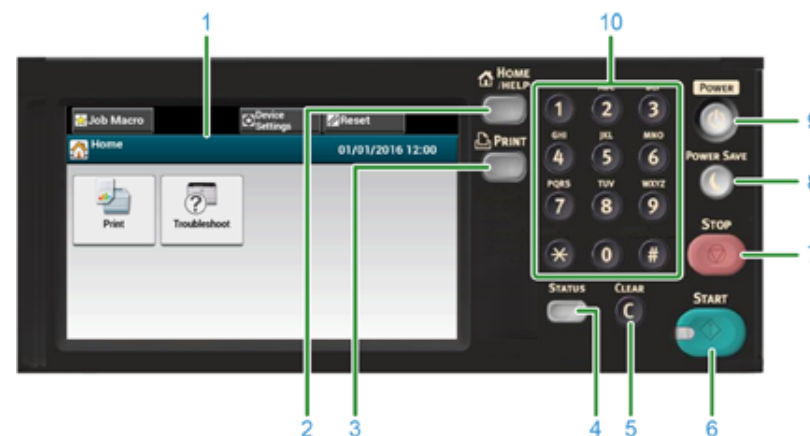 1
10
HOME
/HELP
POWER
Job Macro
Device
Settings
Reset
1 2 3
PRINT
Home
01/01/2016 12:00
9
GHI JKL MNO
4 5 6
POWER SAVE
8
PQRS TUV WXYZ
7 8 9
Print
Troubleshoot
STOP
* 0 #
STATUS
CLEAR
START
C
2
3
4
5
6